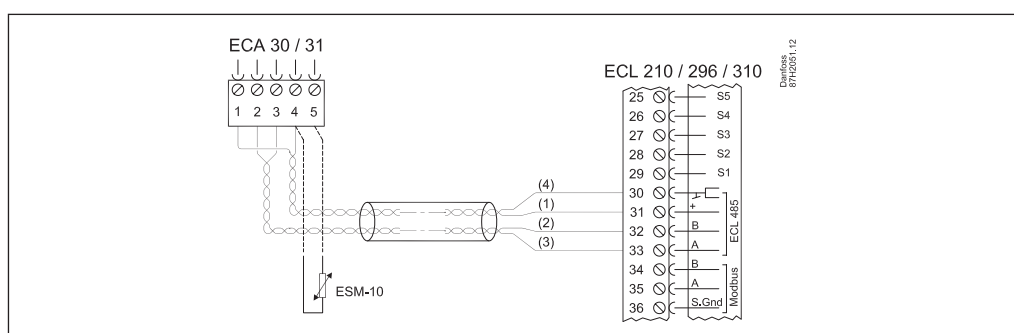 ECA 30 / 31
1 2 3 4 5
ESM-10
(4)
(1)
(2)
(3)
ECL 210 / 296 / 310
25 S5
26 S4
27 S3
28 S2
29 S1
30
31 +
32 B
33 A
34 B
35 A
36 S.Gnd
ECL 485
Modbus
Danfoss
87H2051.12